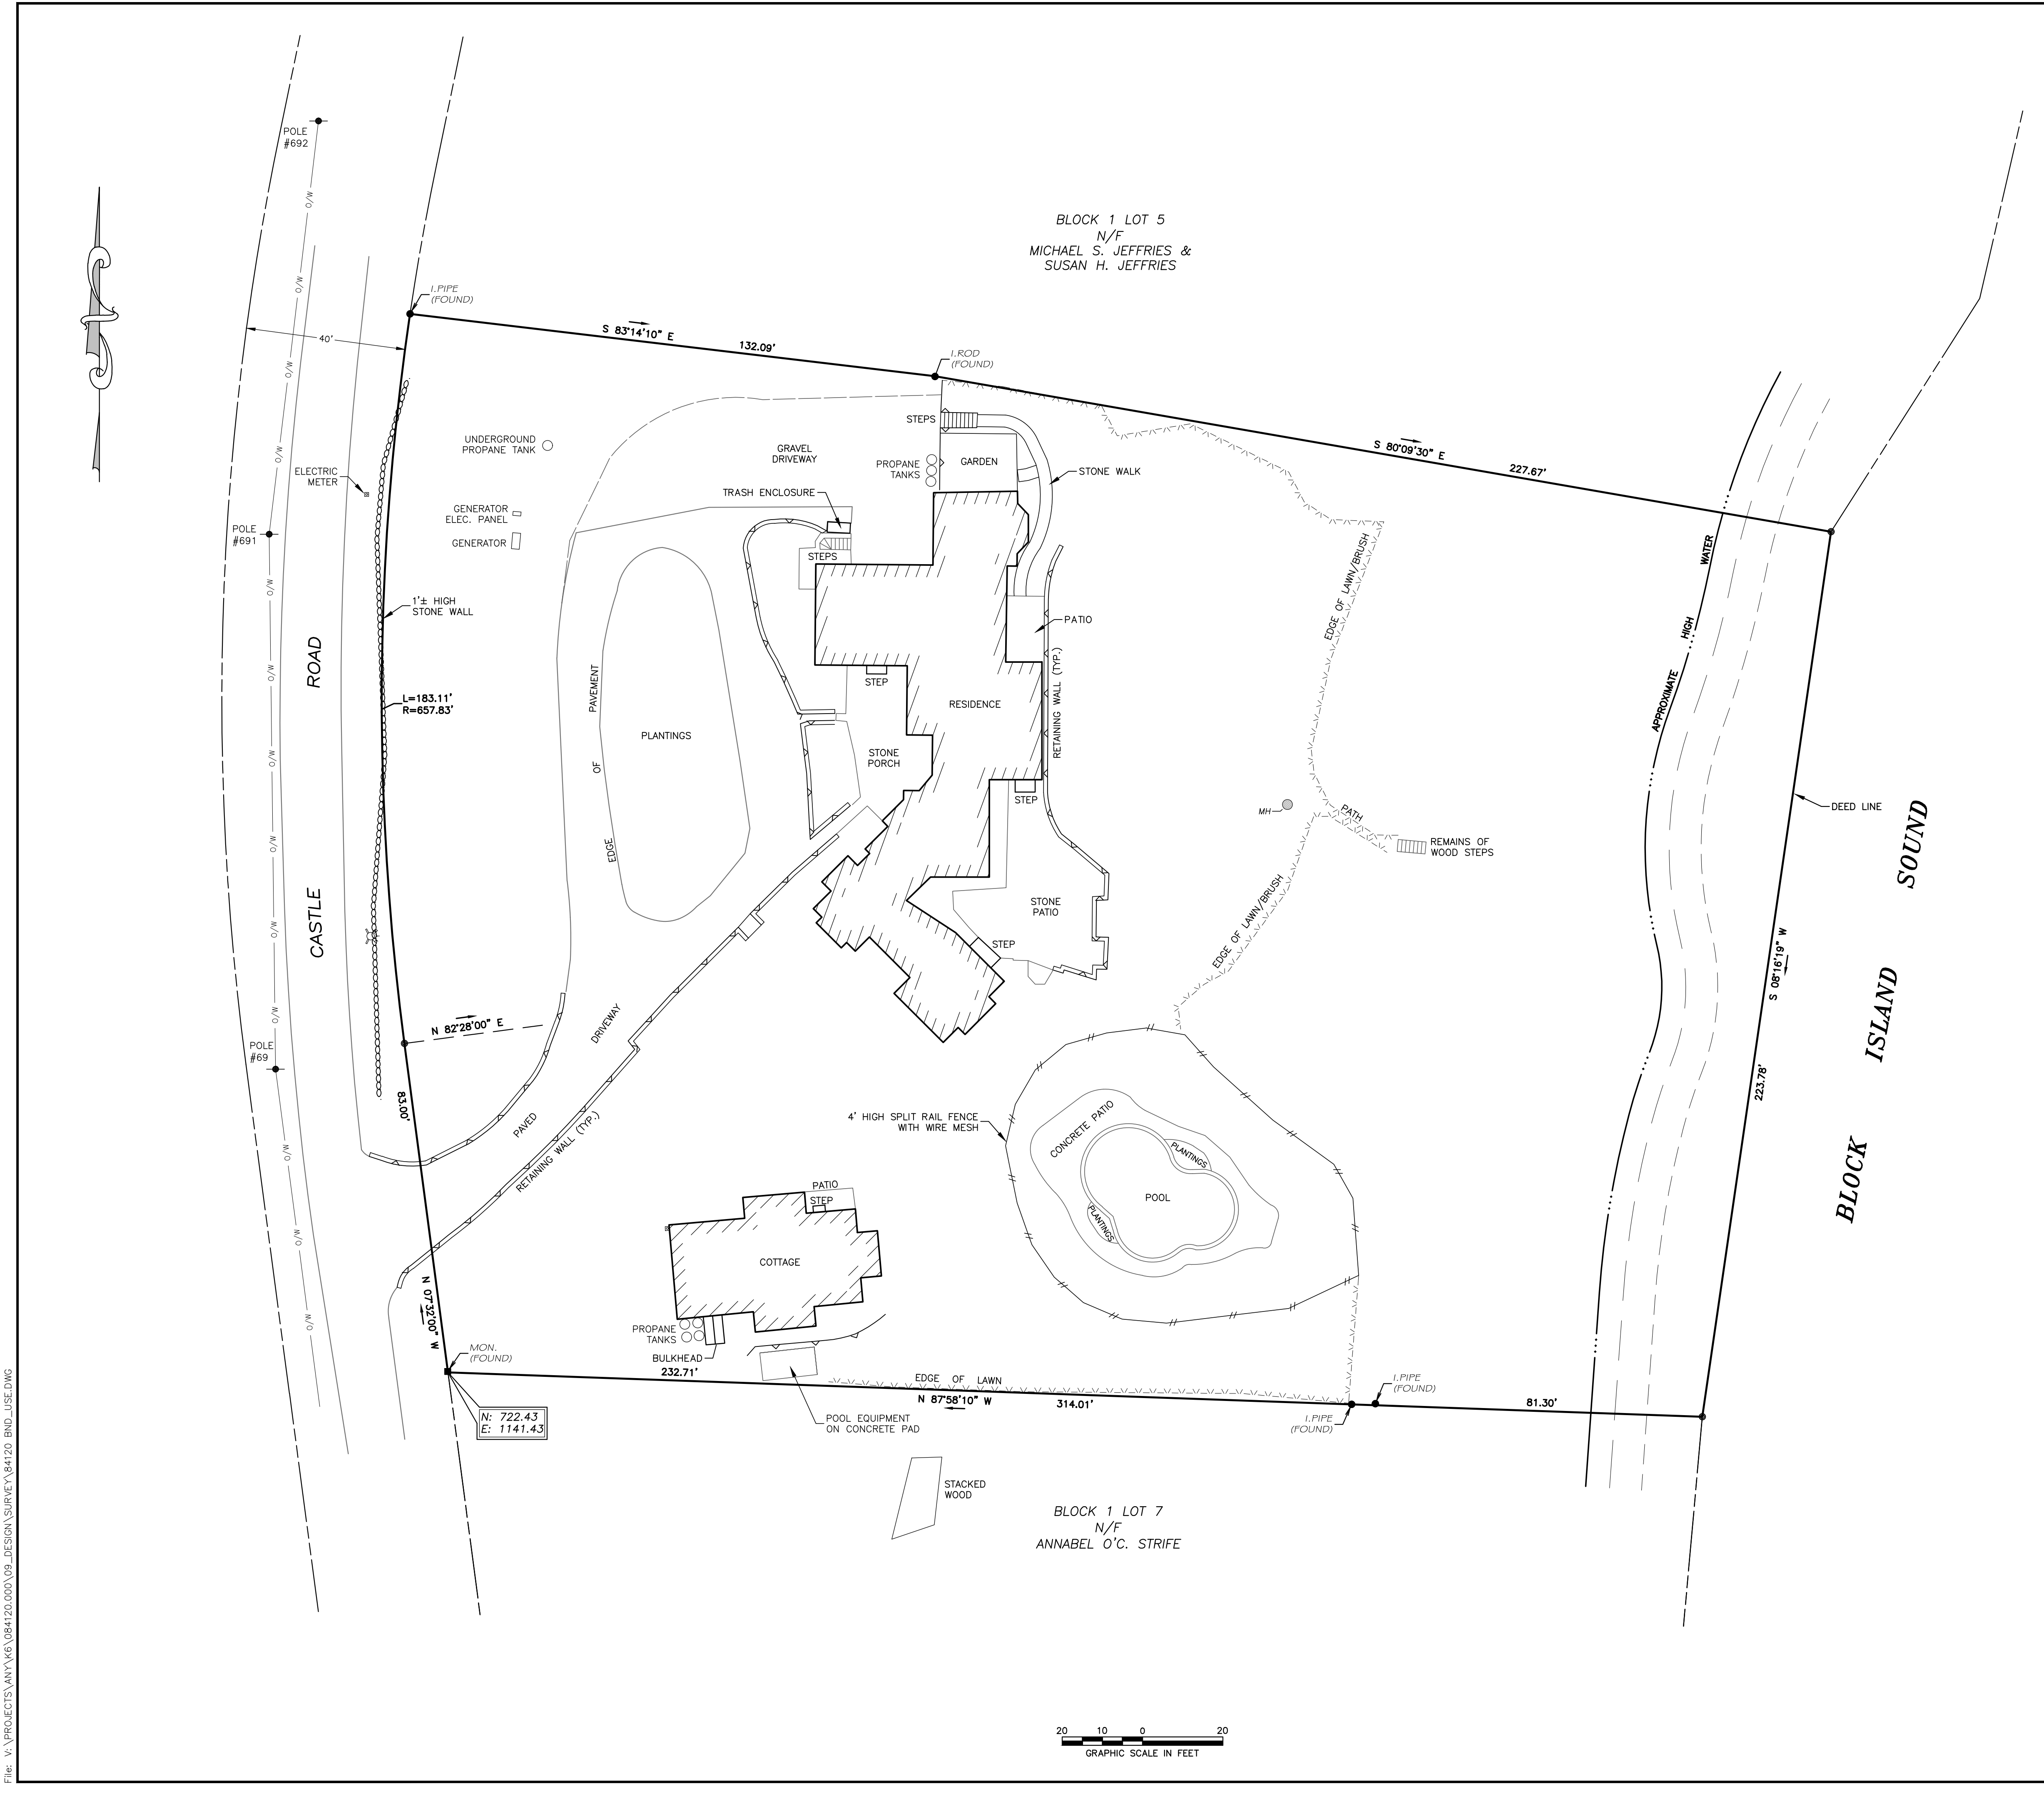 POLE
#692
O/W
O/W
O/W
O/W
40'
I.PIPE
(FOUND)
BLOCK 1 LOT 5
N/F
MICHAEL S. JEFFRIES &
SUSAN H. JEFFRIES
S 83°14'10" E
132.09'
I.ROD
(FOUND)
S 80°09'30" E
227.67'
UNDERGROUND
PROPANE TANK
ELECTRIC
METER
O/W
GENERATOR
ELEC. PANEL
GENERATOR
POLE
#691
GRAVEL
DRIVEWAY
STEPS
PROPANE
TANKS
GARDEN
STONE WALK
TRASH ENCLOSURE
STEPS
1'± HIGH
STONE WALL
O/W
O/W
O/W
O/W
O/W
O/W
ROAD
CASTLE
L=183.11'
R=657.83'
EDGE OF PAVEMENT
PLANTINGS
STEP
RESIDENCE
PATIO
RETAINING WALL (TYP.)
STONE
PORCH
STEP
STONE
PATIO
STEP
EDGE OF LAWN/BRUSH
MH
PATH
REMAINS OF
WOOD STEPS
EDGE OF LAWN/BRUSH
APPROXIMATE HIGH WATER
DEED LINE
S 08°16'19" W
223.78'
BLOCK ISLAND SOUND
N 82°28'00" E
POLE
#69
O/W
O/W
O/W
83.00'
N 07°32'00" W
PAVED DRIVEWAY
RETAINING WALL (TYP.)
4' HIGH SPLIT RAIL FENCE
WITH WIRE MESH
CONCRETE PATIO
PLANTINGS
POOL
PLANTINGS
PATIO
STEP
COTTAGE
PROPANE
TANKS
BULKHEAD
MON.
(FOUND)
N: 722.43
E: 1141.43
232.71'
EDGE OF LAWN
N 87°58'10" W
314.01'
I.PIPE
(FOUND)
I.PIPE
(FOUND)
81.30'
POOL EQUIPMENT
ON CONCRETE PAD
STACKED
WOOD
BLOCK 1 LOT 7
N/F
ANNABEL O'C. STRIFE
20 10 0 20
GRAPHIC SCALE IN FEET
File: V:\PROJECTS\ANY\K6\084120.000\09_DESIGN\SURVEY\84120 BND_USE.DWG